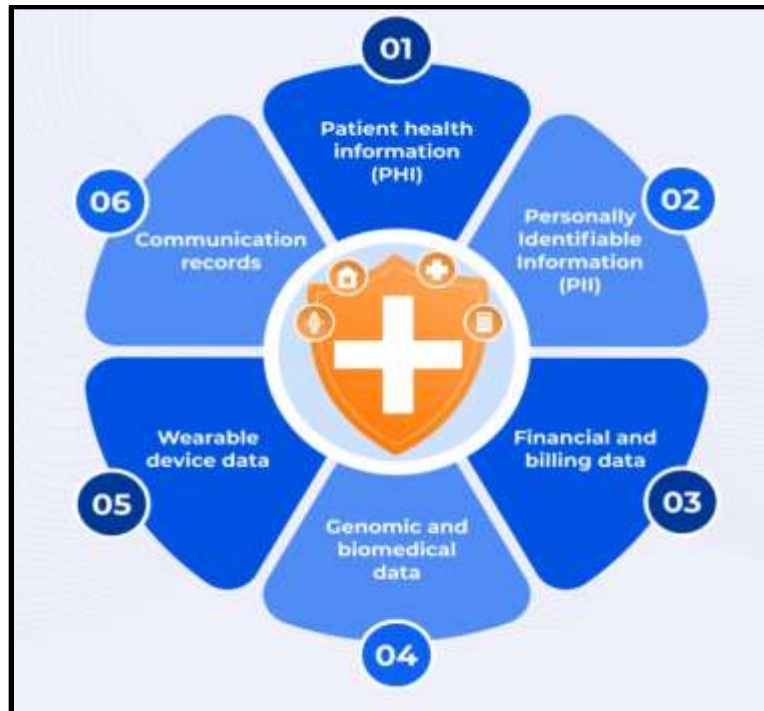 01
Patient health
information
(PHI)
02
Personally
Identifiable
Information
(PII)
03
Financial and
billing data
04
Genomic and
biomedical
data
05
Wearable
device data
06
Communication
records